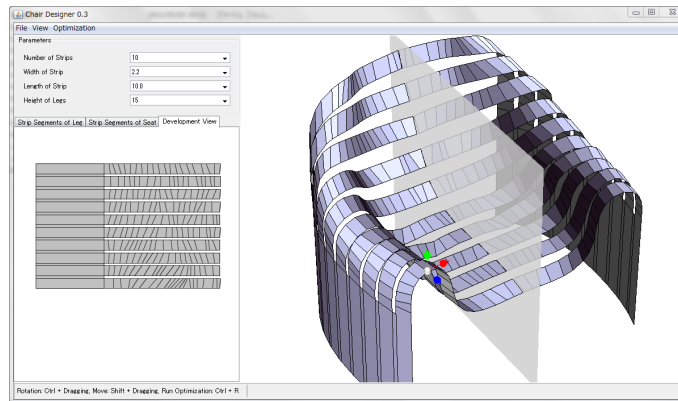 Chair Designer 0.3
File View Optimization
Parameters
Number of Strips 10
Width of Strip 2.2
Length of Strip 10.8
Height of Legs 15
Strip Segments of Leg Strip Segments of Seat Development View
Rotation: Ctrl + Dragging, Move: Shift + Dragging, Run Optimization: Ctrl + R